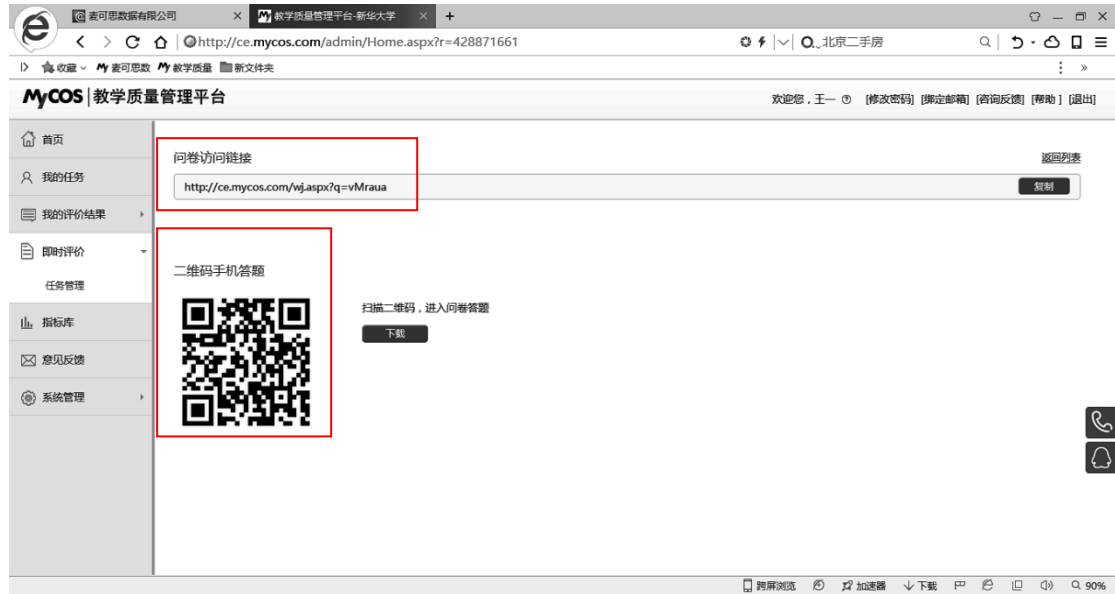 麦可思数据有限公司
教学质量管理平台-新华大学
http://ce.mycos.com/admin/Home.aspx?r=428871661
北京二手房
收藏
麦可思数
教学质量
新文件夹
MyCOS 教学质量管理平台
欢迎您，王一 [修改密码] [绑定邮箱] [咨询反馈] [帮助] [退出]
首页
我的任务
我的评价结果
即时评价
任务管理
指标库
意见反馈
系统管理
问卷访问链接
返回列表
http://ce.mycos.com/wj.aspx?q=vMraua
复制
二维码手机答题
扫描二维码，进入问卷答题
下载
跨屏浏览 加速器 下载 90%